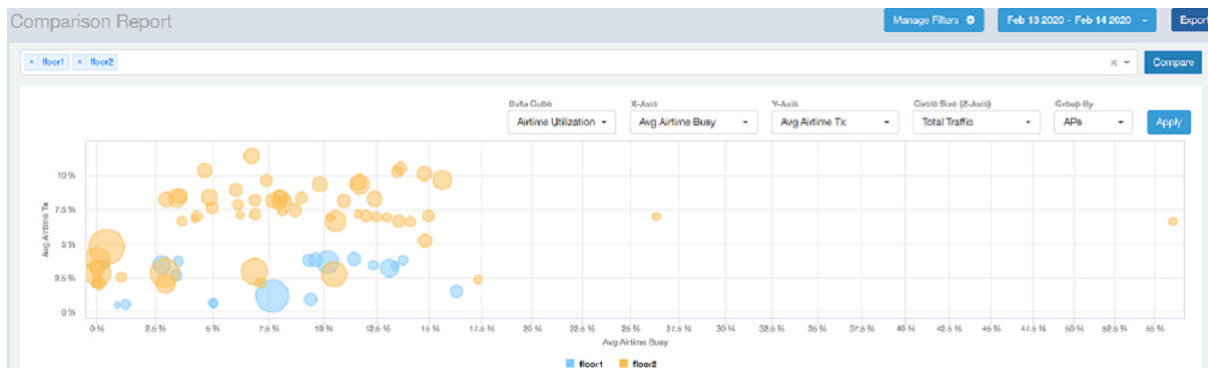 Comparison Report
Manage Filters
Feb 13 2020 - Feb 14 2020
Export
× floor1 × floor2
Compare
Data Cube X-Axis Y-Axis Circle Size (Z-Axis) Group By
Airtime Utilization Avg Airtime Busy Avg Airtime Tx Total Traffic APs Apply
10 %
7.5 %
5 %
2.5 %
0 %
Avg Airtime Tx
0 % 2.5 % 5 % 7.5 % 10 % 12.5 % 15 % 17.5 % 20 % 22.5 % 25 % 27.5 % 30 % 32.5 % 35 % 37.5 % 40 % 42.5 % 45 % 47.5 % 50 % 52.5 % 55 %
Avg Airtime Busy
floor1 floor2